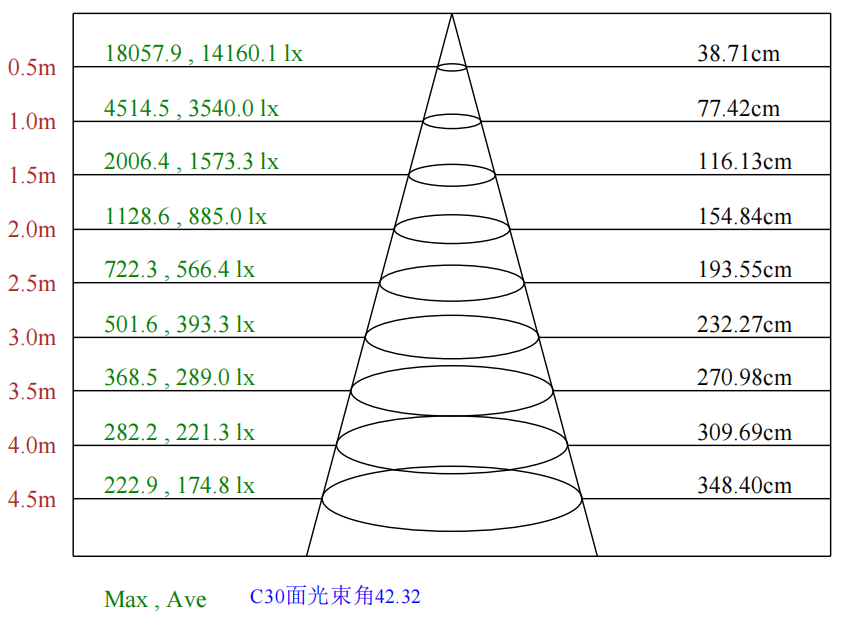 18057.9 , 14160.1 lx 38.71cm
0.5m
4514.5 , 3540.0 lx 77.42cm
1.0m
2006.4 , 1573.3 lx 116.13cm
1.5m
1128.6 , 885.0 lx 154.84cm
2.0m
722.3 , 566.4 lx 193.55cm
2.5m
501.6 , 393.3 lx 232.27cm
3.0m
368.5 , 289.0 lx 270.98cm
3.5m
282.2 , 221.3 lx 309.69cm
4.0m
222.9 , 174.8 lx 348.40cm
4.5m
Max , Ave C30面光束角42.32